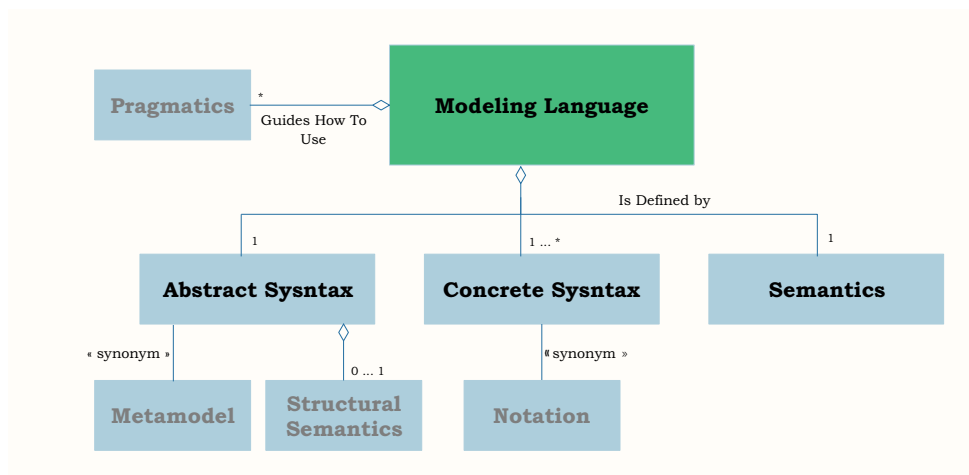 Pragmatics
*
Guides How To
Use
Modeling Language
Is Defined by
1
1 ... *
1
Abstract Sysntax
Concrete Sysntax
Semantics
« synonym »
0 ... 1
« synonym »
Metamodel
Structural
Semantics
Notation